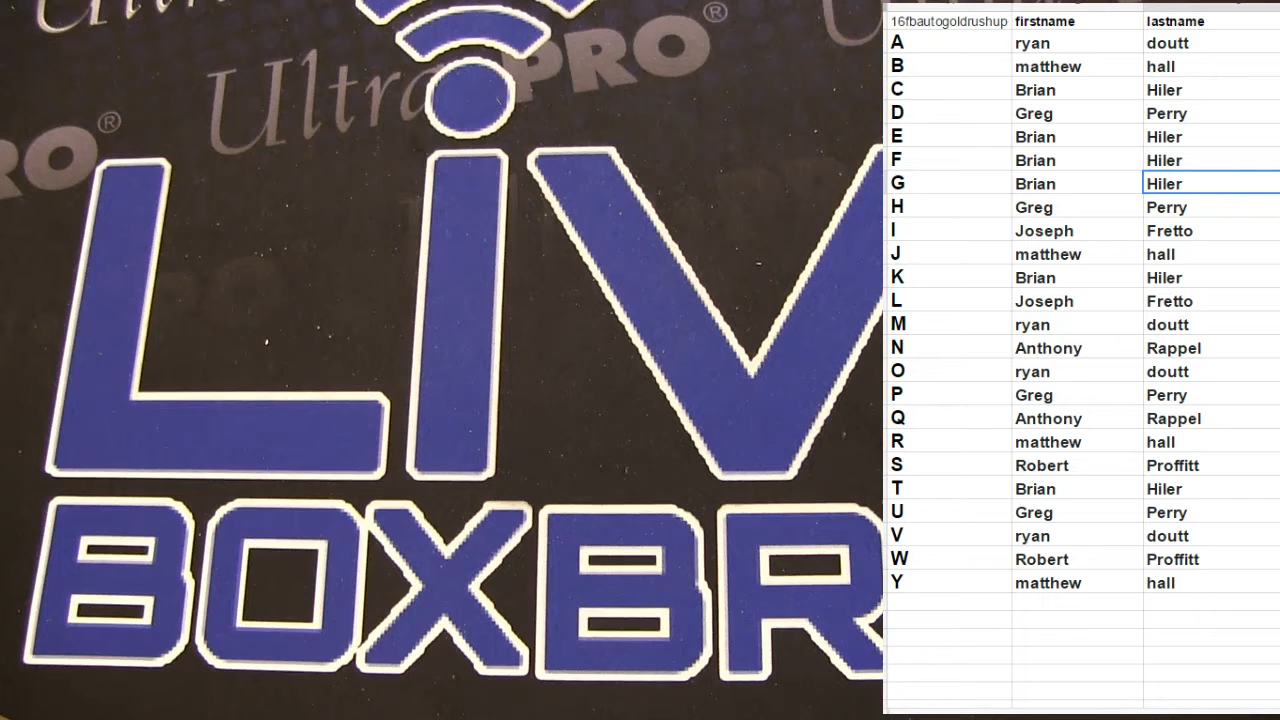 Ultra PRO®
RO®
LiV
BOXBR
16fbautogoldrushup firstname lastname
A ryan doutt
B matthew hall
C Brian Hiler
D Greg Perry
E Brian Hiler
F Brian Hiler
G Brian Hiler
H Greg Perry
I Joseph Fretto
J matthew hall
K Brian Hiler
L Joseph Fretto
M ryan doutt
N Anthony Rappel
O ryan doutt
P Greg Perry
Q Anthony Rappel
R matthew hall
S Robert Proffitt
T Brian Hiler
U Greg Perry
V ryan doutt
W Robert Proffitt
Y matthew hall